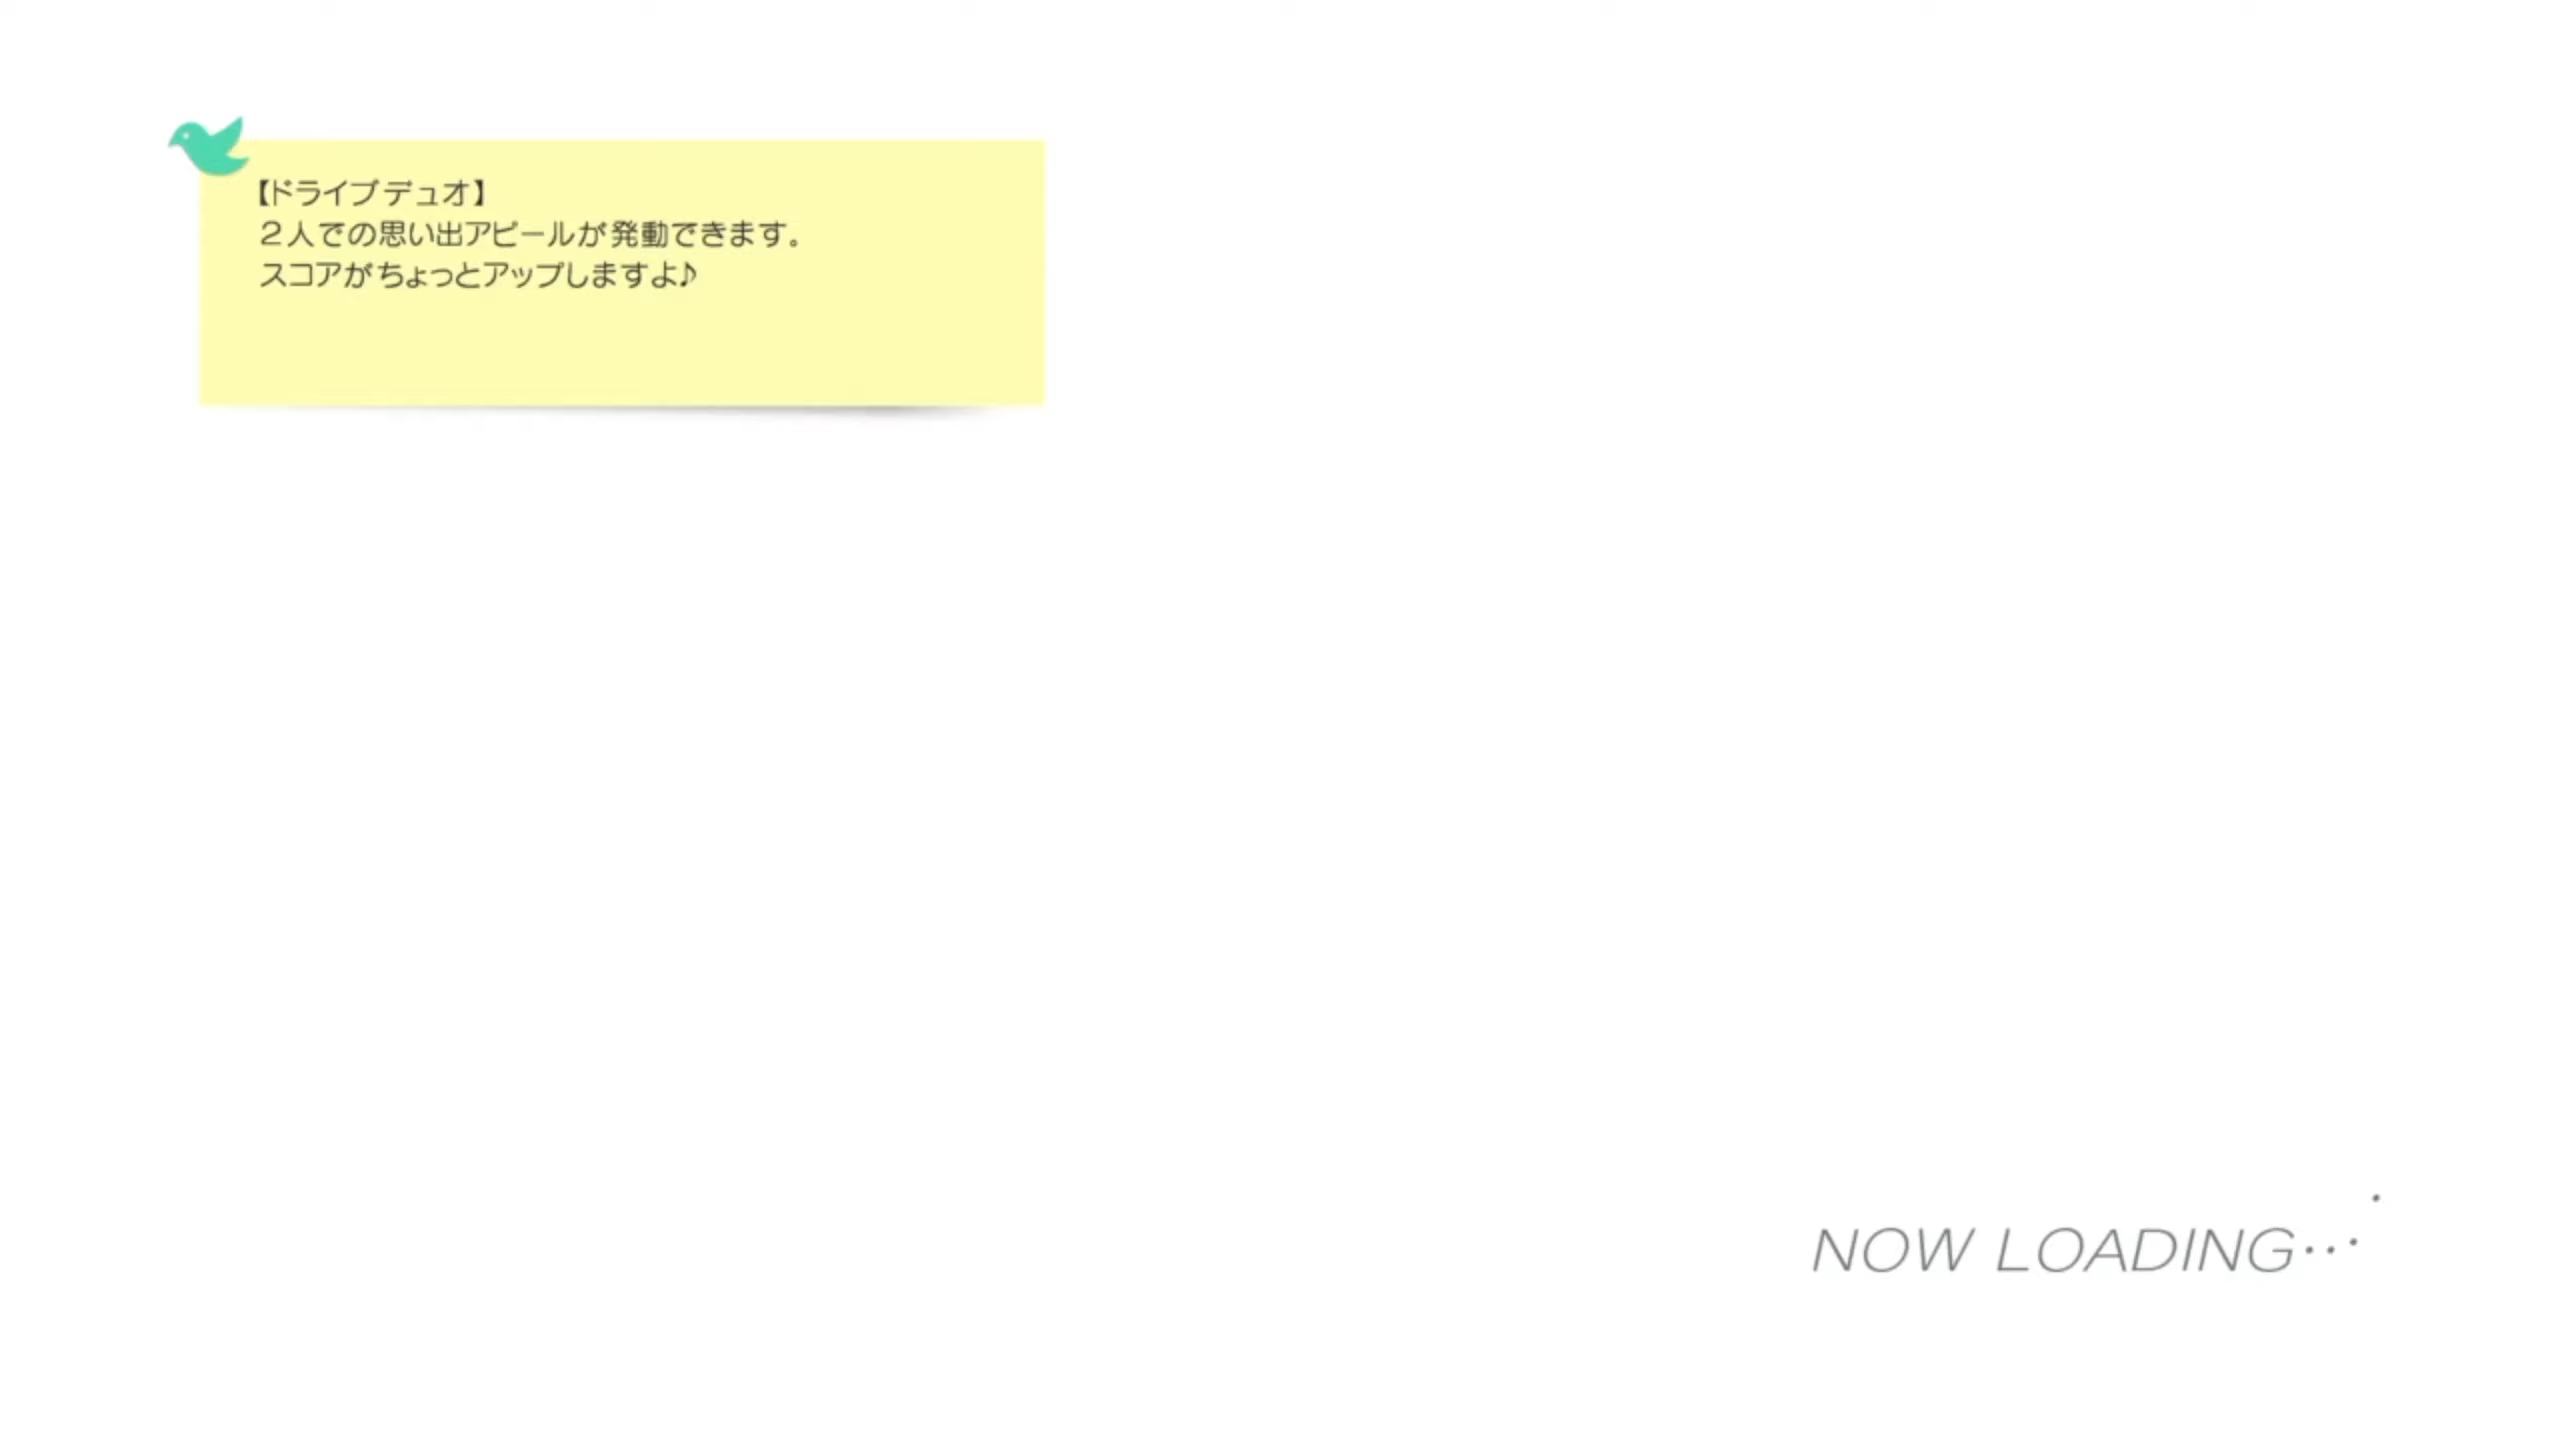 【ドライブデュオ】
２人での思い出アピールが発動できます。
スコアがちょっとアップしますよ♪
NOW LOADING…